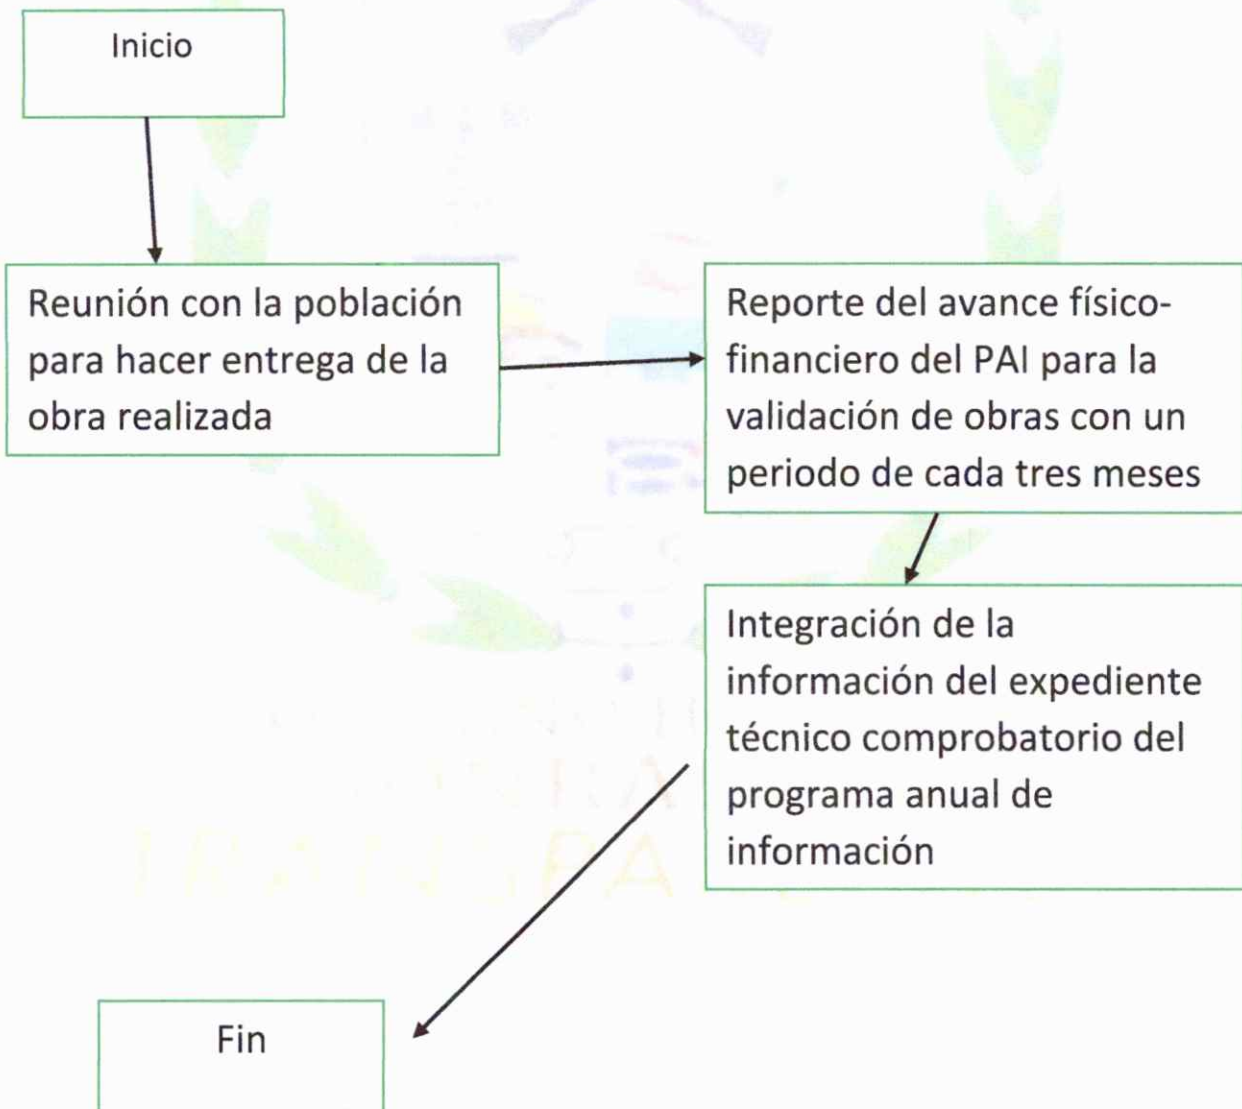 Inicio
Reunión con la población
para hacer entrega de la
obra realizada
Reporte del avance físico-
financiero del PAI para la
validación de obras con un
periodo de cada tres meses
Integración de la
información del expediente
técnico comprobatorio del
programa anual de
información
Fin